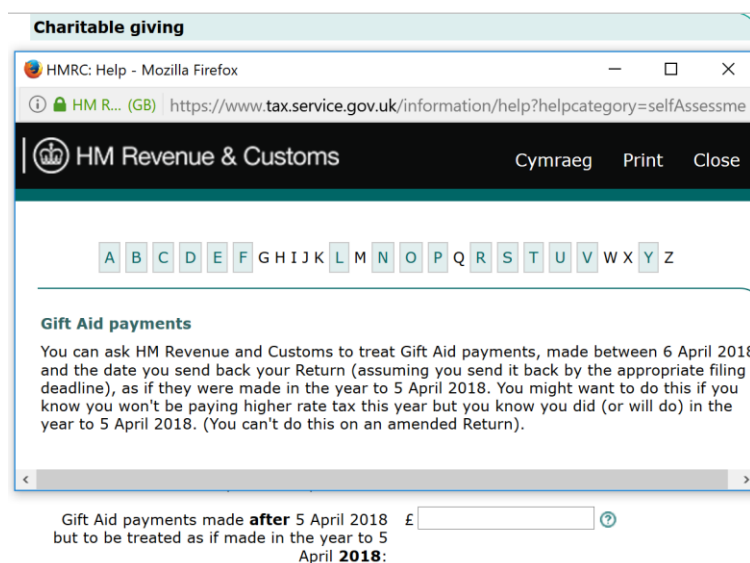 Charitable giving
HMRC: Help - Mozilla Firefox
HM R... (GB) https://www.tax.service.gov.uk/information/help?helpcategory=selfAssessme
HM Revenue & Customs Cymraeg Print Close
A B C D E F G H I J K L M N O P Q R S T U V W X Y Z
Gift Aid payments
You can ask HM Revenue and Customs to treat Gift Aid payments, made between 6 April 2018
and the date you send back your Return (assuming you send it back by the appropriate filing
deadline), as if they were made in the year to 5 April 2018. You might want to do this if you
know you won't be paying higher rate tax this year but you know you did (or will do) in the
year to 5 April 2018. (You can't do this on an amended Return).
Gift Aid payments made after 5 April 2018 £ ?
but to be treated as if made in the year to 5
April 2018: